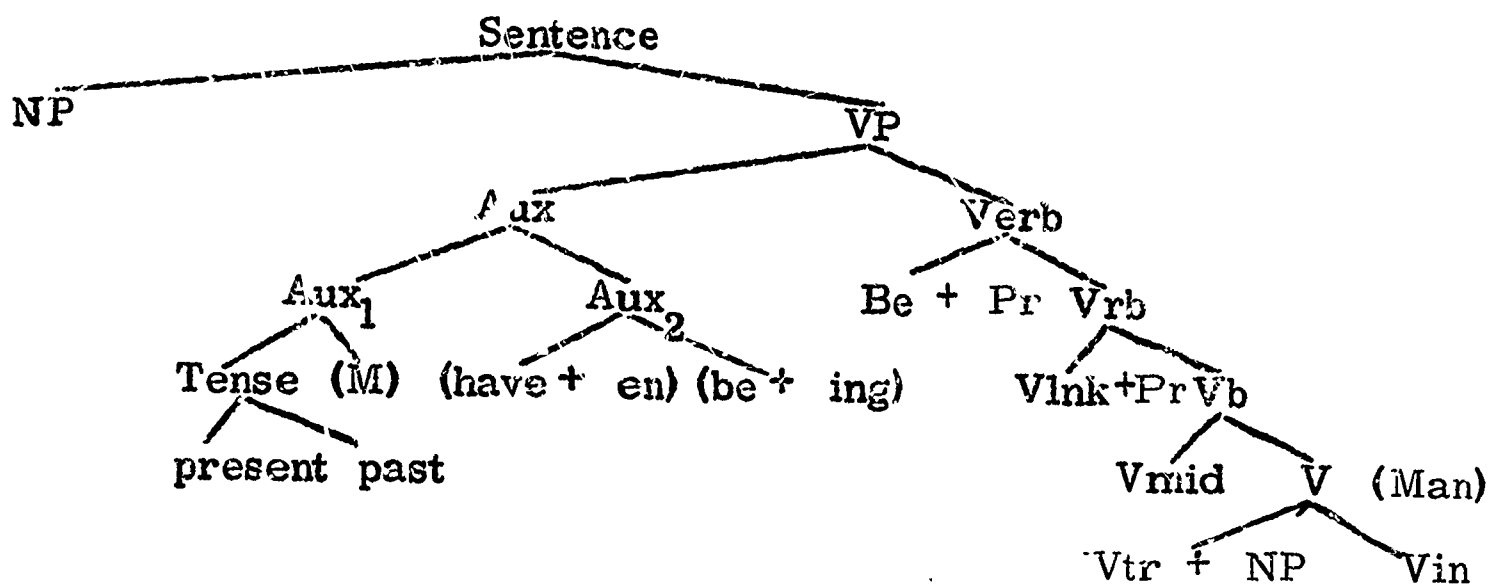 Sentence
NP VP
Aux Verb
Aux1 Aux2 Be + Pr Vrb
Tense (M) (have + en) (be + ing) Vlnk+Pr Vb
present past Vmid V (Man)
Vtr + NP Vin